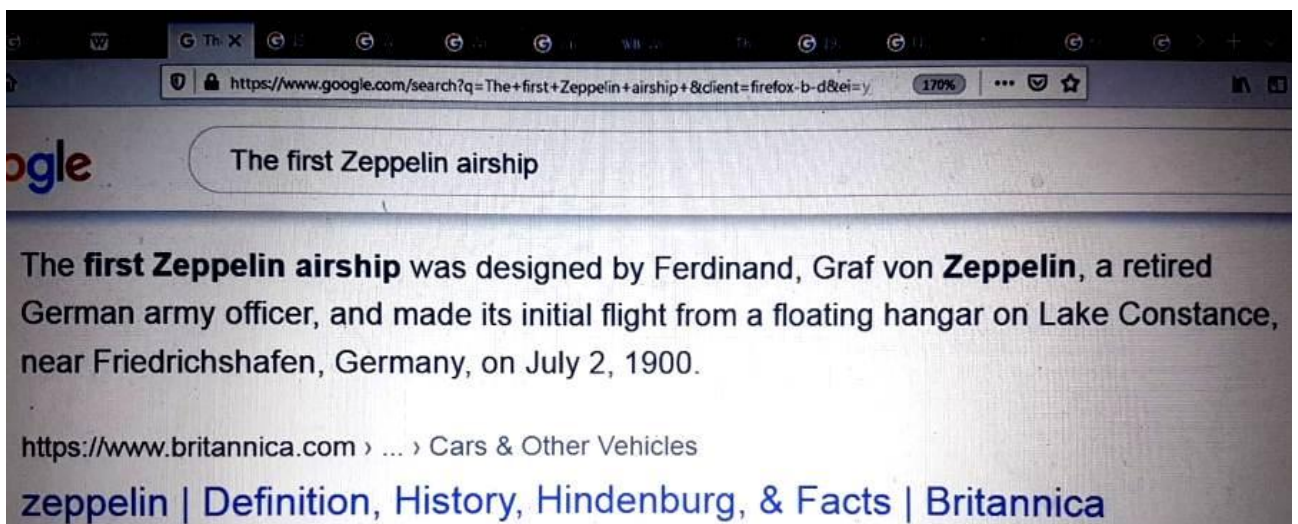 G Th X
https://www.google.com/search?q=The+first+Zeppelin+airship+&client=firefox-b-d&ei=y 170%
ogle The first Zeppelin airship
The first Zeppelin airship was designed by Ferdinand, Graf von Zeppelin, a retired
German army officer, and made its initial flight from a floating hangar on Lake Constance,
near Friedrichshafen, Germany, on July 2, 1900.
https://www.britannica.com › ... › Cars & Other Vehicles
zeppelin | Definition, History, Hindenburg, & Facts | Britannica